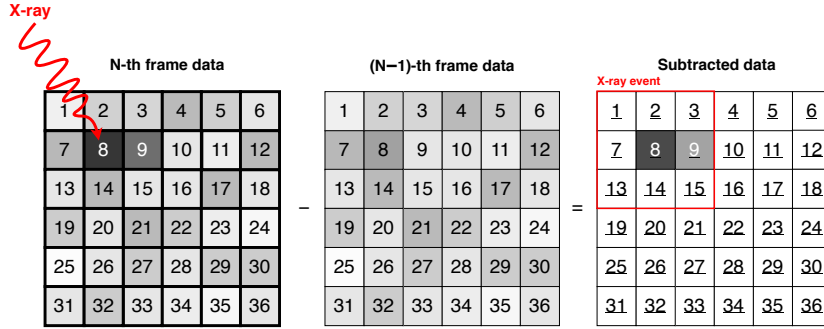 X-ray
N-th frame data
(N−1)-th frame data
Subtracted data
X-ray event
1 2 3 4 5 6
7 8 9 10 11 12
13 14 15 16 17 18
19 20 21 22 23 24
25 26 27 28 29 30
31 32 33 34 35 36
−
1 2 3 4 5 6
7 8 9 10 11 12
13 14 15 16 17 18
19 20 21 22 23 24
25 26 27 28 29 30
31 32 33 34 35 36
=
1 2 3 4 5 6
7 8 9 10 11 12
13 14 15 16 17 18
19 20 21 22 23 24
25 26 27 28 29 30
31 32 33 34 35 36